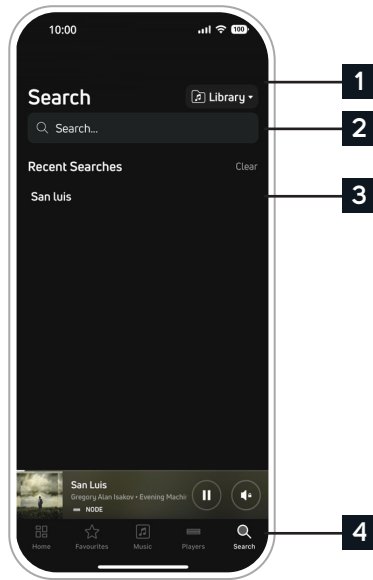 10:00
100
Search
Library
Search...
Recent Searches
Clear
San luis
San Luis
Gregory Alan Isakov • Evening Machi
NODE
Home
Favourites
Music
Players
Search
1
2
3
4